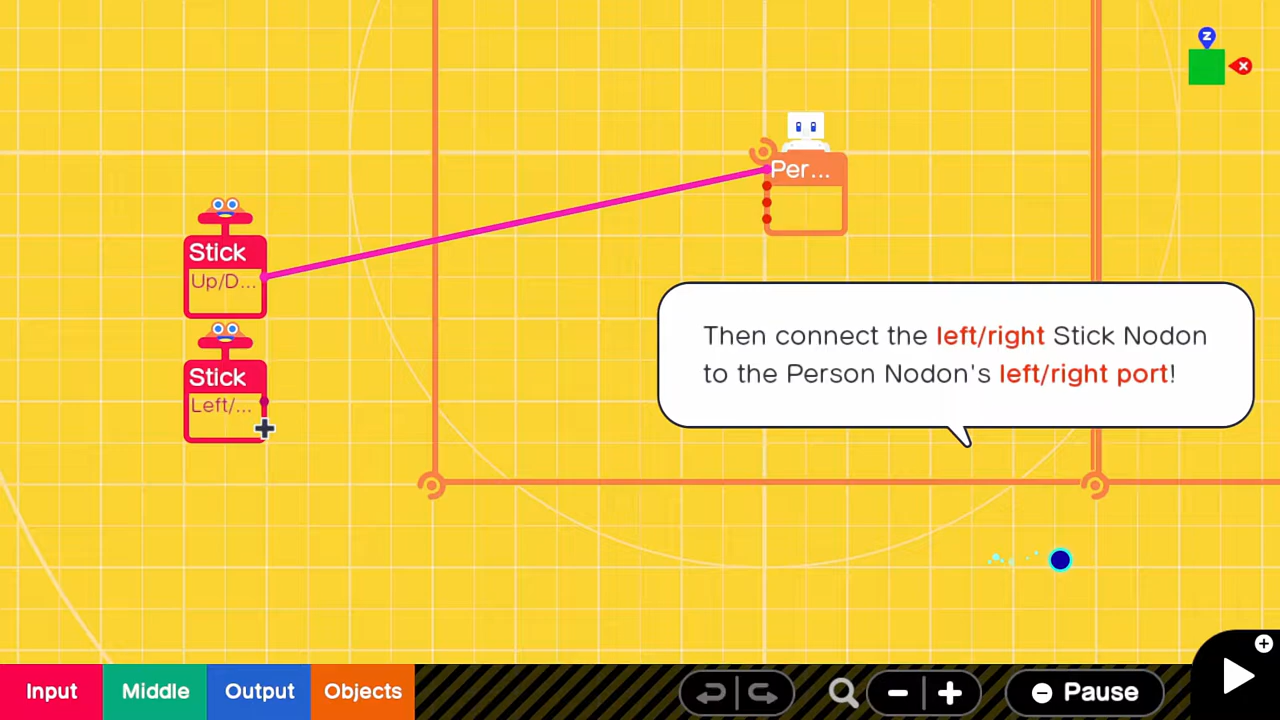 Z
X
Per...
Stick
Up/D...
Stick
Left/...
Then connect the left/right Stick Nodon
to the Person Nodon's left/right port!
Input
Middle
Output
Objects
Pause